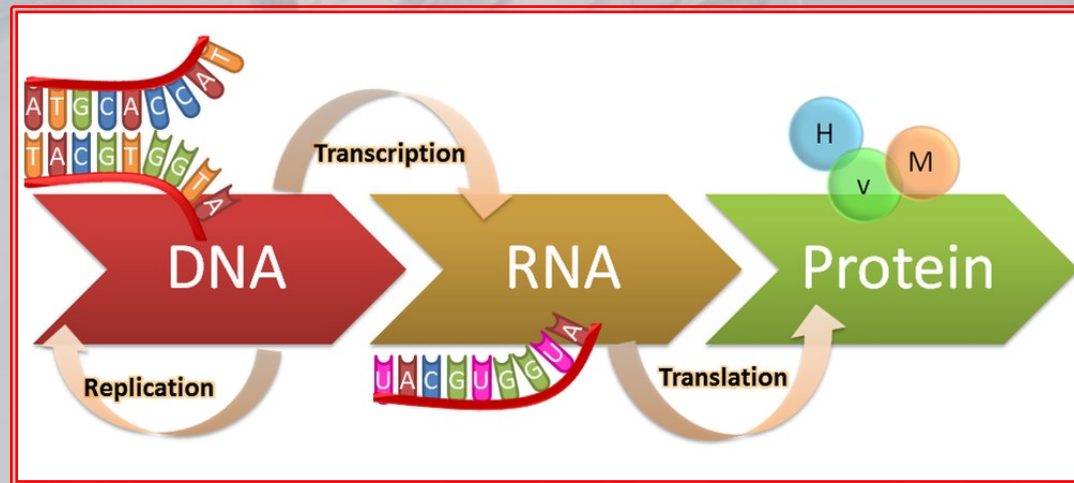 ATGCACCAT
TACGTGGTA
Transcription
H
v
M
DNA
RNA
Protein
Replication
UACGUGGUA
Translation